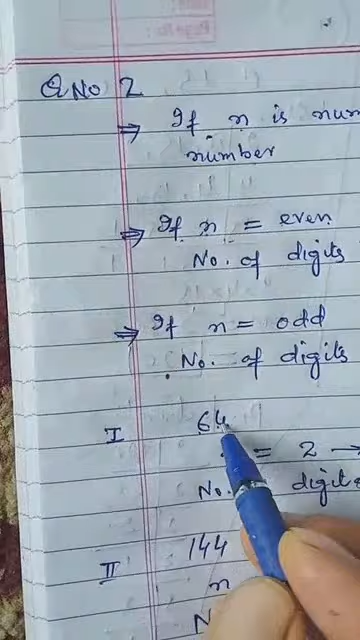 Q No 2
⇒ If n is num
number
⇒ If n = even
No. of digits
⇒ If n = odd
No. of digits
I 64
= 2 →
No. digits
II 144
n
N